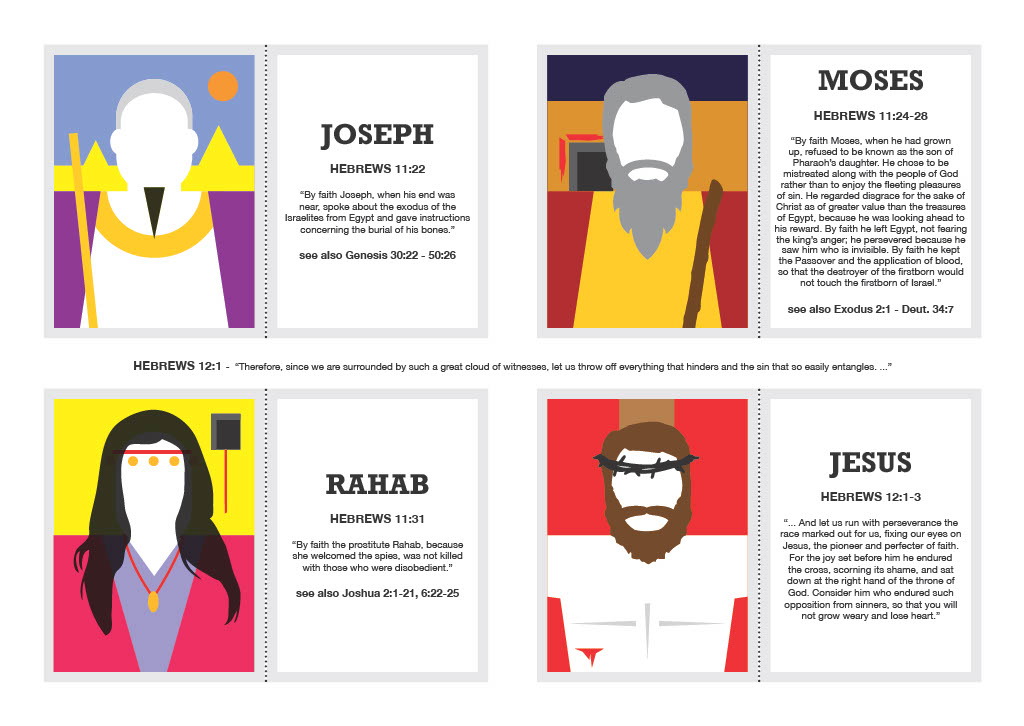 JOSEPH
HEBREWS 11:22
“By faith Joseph, when his end was
near, spoke about the exodus of the
Israelites from Egypt and gave instructions
concerning the burial of his bones.”
see also Genesis 30:22 - 50:26
MOSES
HEBREWS 11:24-28
“By faith Moses, when he had grown
up, refused to be known as the son of
Pharaoh’s daughter. He chose to be
mistreated along with the people of God
rather than to enjoy the fleeting pleasures
of sin. He regarded disgrace for the sake of
Christ as of greater value than the treasures
of Egypt, because he was looking ahead to
his reward. By faith he left Egypt, not fearing
the king’s anger; he persevered because he
saw him who is invisible. By faith he kept
the Passover and the application of blood,
so that the destroyer of the firstborn would
not touch the firstborn of Israel.”
see also Exodus 2:1 - Deut. 34:7
HEBREWS 12:1 - “Therefore, since we are surrounded by such a great cloud of witnesses, let us throw off everything that hinders and the sin that so easily entangles. ...”
RAHAB
HEBREWS 11:31
“By faith the prostitute Rahab, because
she welcomed the spies, was not killed
with those who were disobedient.”
see also Joshua 2:1-21, 6:22-25
JESUS
HEBREWS 12:1-3
“... And let us run with perseverance the
race marked out for us, fixing our eyes on
Jesus, the pioneer and perfecter of faith.
For the joy set before him he endured
the cross, scorning its shame, and sat
down at the right hand of the throne of
God. Consider him who endured such
opposition from sinners, so that you will
not grow weary and lose heart.”